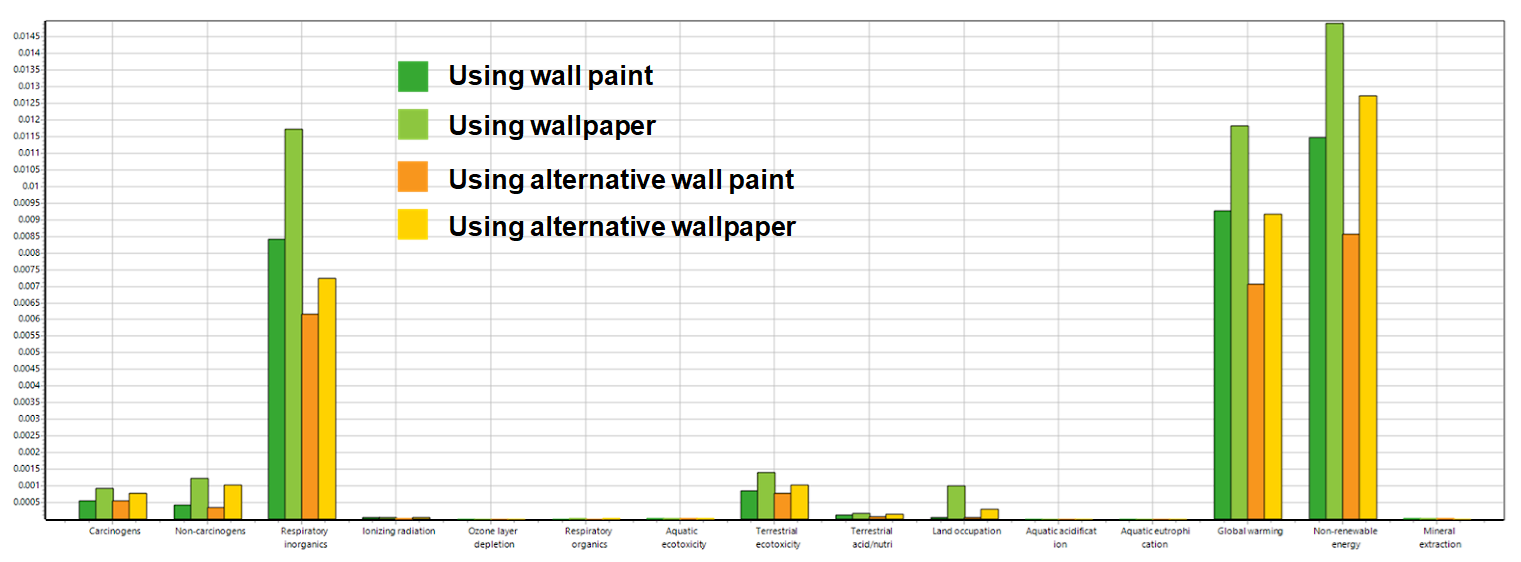 0.0145
0.014
0.0135
0.013
0.0125
0.012
0.0115
0.011
0.0105
0.01
0.0095
0.009
0.0085
0.008
0.0075
0.007
0.0065
0.006
0.0055
0.005
0.0045
0.004
0.0035
0.003
0.0025
0.002
0.0015
0.001
0.0005
Using wall paint
Using wallpaper
Using alternative wall paint
Using alternative wallpaper
Carcinogens
Non-carcinogens
Respiratory
inorganics
Ionizing radiation
Ozone layer
depletion
Respiratory
organics
Aquatic
ecotoxicity
Terrestrial
ecotoxicity
Terrestrial
acid/nutri
Land occupation
Aquatic acidificat
ion
Aquatic eutrophi
cation
Global warming
Non-renewable
energy
Mineral
extraction